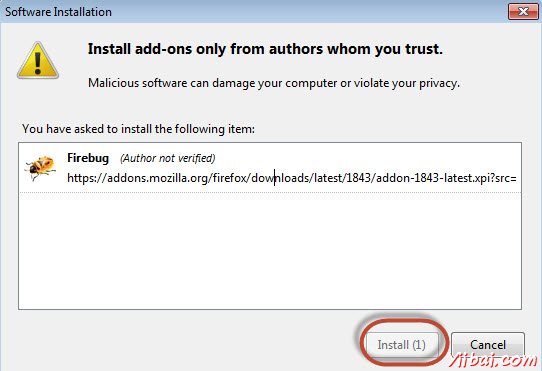 Software Installation
Install add-ons only from authors whom you trust.
Malicious software can damage your computer or violate your privacy.
You have asked to install the following item:
Firebug (Author not verified)
https://addons.mozilla.org/firefox/downloads/latest/1843/addon-1843-latest.xpi?src=
Install (1)
Cancel
Yiibai.com